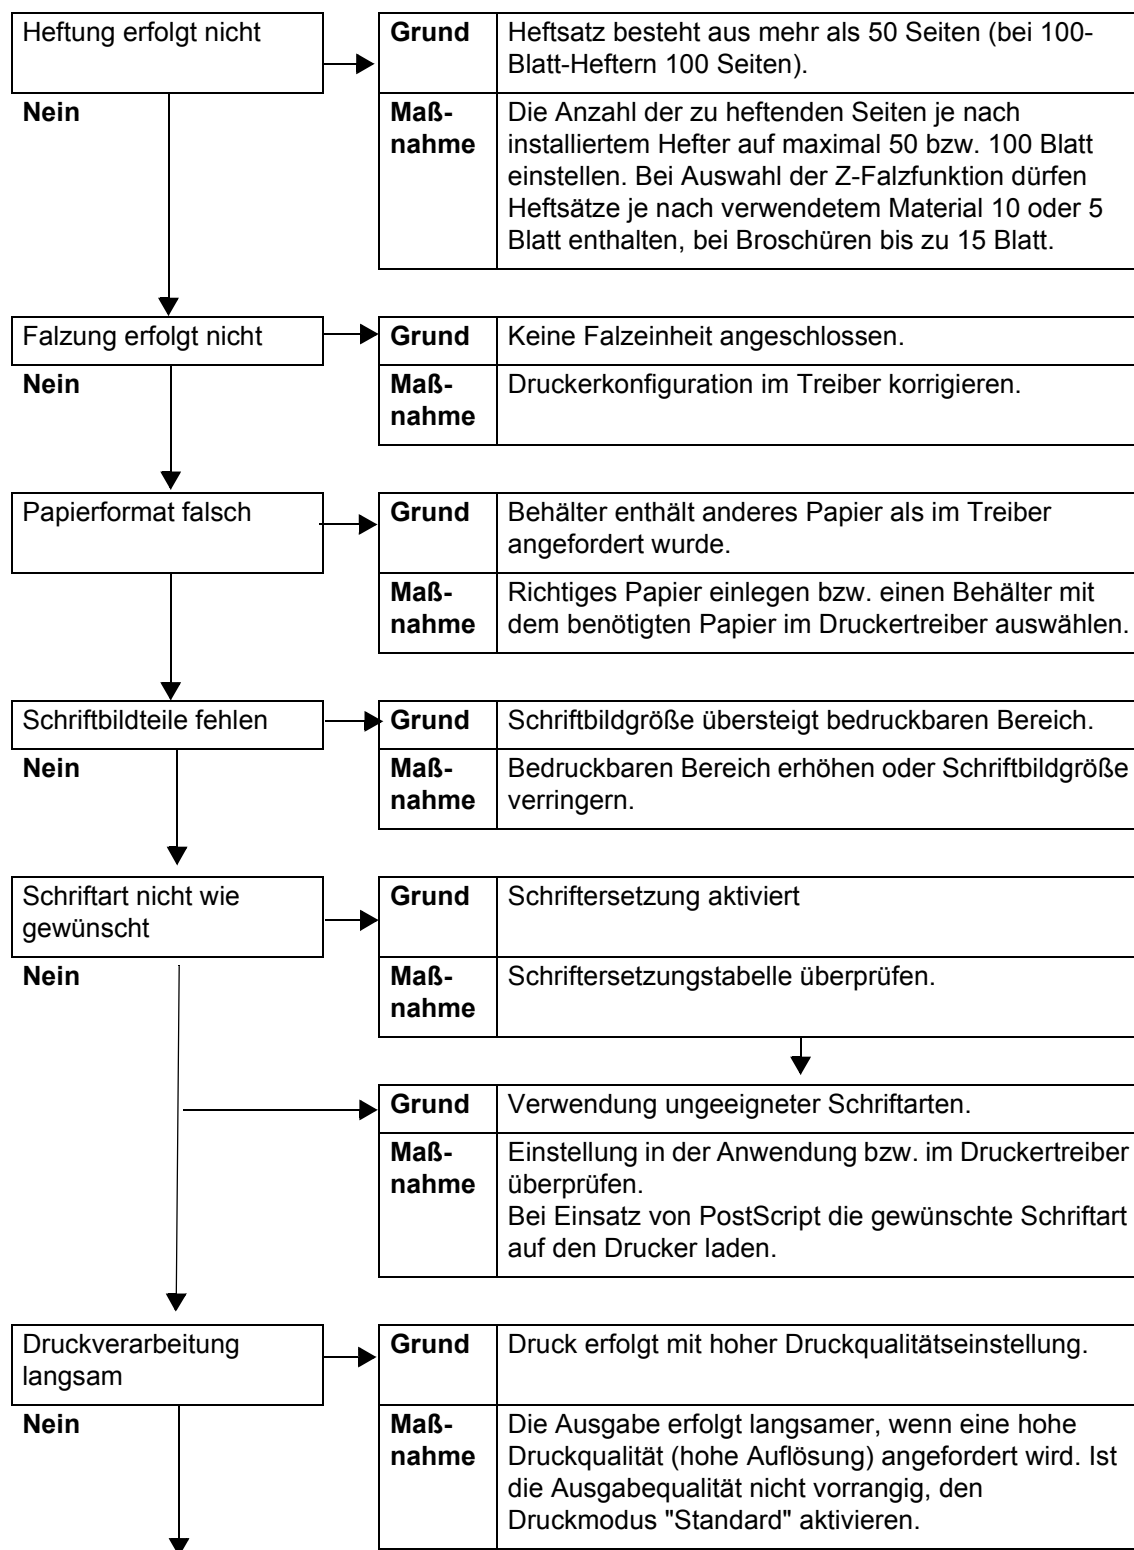 Heftung erfolgt nicht
Grund
Heftsatz besteht aus mehr als 50 Seiten (bei 100-
Blatt-Heftern 100 Seiten).
Nein
Maß-
nahme
Die Anzahl der zu heftenden Seiten je nach
installiertem Hefter auf maximal 50 bzw. 100 Blatt
einstellen. Bei Auswahl der Z-Falzfunktion dürfen
Heftsätze je nach verwendetem Material 10 oder 5
Blatt enthalten, bei Broschüren bis zu 15 Blatt.
Falzung erfolgt nicht
Grund
Keine Falzeinheit angeschlossen.
Nein
Maß-
nahme
Druckerkonfiguration im Treiber korrigieren.
Papierformat falsch
Grund
Behälter enthält anderes Papier als im Treiber
angefordert wurde.
Maß-
nahme
Richtiges Papier einlegen bzw. einen Behälter mit
dem benötigten Papier im Druckertreiber auswählen.
Schriftbildteile fehlen
Grund
Schriftbildgröße übersteigt bedruckbaren Bereich.
Nein
Maß-
nahme
Bedruckbaren Bereich erhöhen oder Schriftbildgröße
verringern.
Schriftart nicht wie
gewünscht
Grund
Schriftersetzung aktiviert
Nein
Maß-
nahme
Schriftersetzungstabelle überprüfen.
Grund
Verwendung ungeeigneter Schriftarten.
Maß-
nahme
Einstellung in der Anwendung bzw. im Druckertreiber
überprüfen.
Bei Einsatz von PostScript die gewünschte Schriftart
auf den Drucker laden.
Druckverarbeitung
langsam
Grund
Druck erfolgt mit hoher Druckqualitätseinstellung.
Nein
Maß-
nahme
Die Ausgabe erfolgt langsamer, wenn eine hohe
Druckqualität (hohe Auflösung) angefordert wird. Ist
die Ausgabequalität nicht vorrangig, den
Druckmodus "Standard" aktivieren.